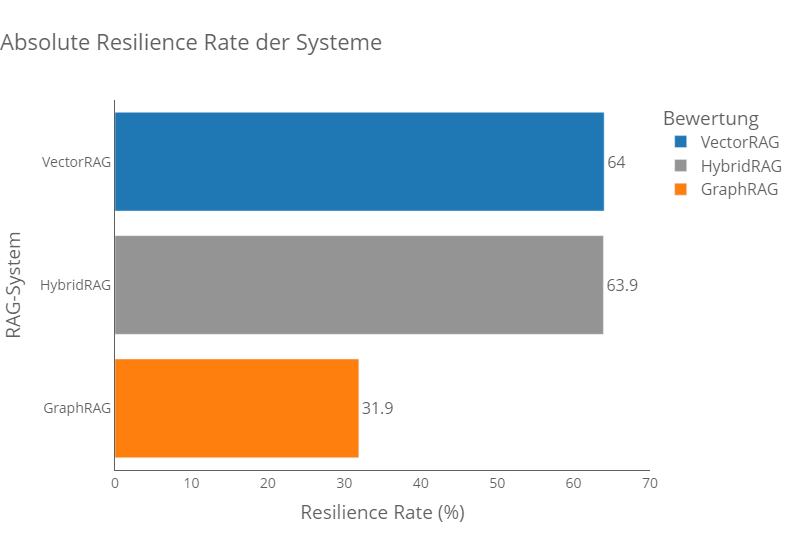 Absolute Resilience Rate der Systeme
Bewertung
VectorRAG
HybridRAG
GraphRAG
RAG-System
VectorRAG
64
HybridRAG
63.9
GraphRAG
31.9
0 10 20 30 40 50 60 70
Resilience Rate (%)